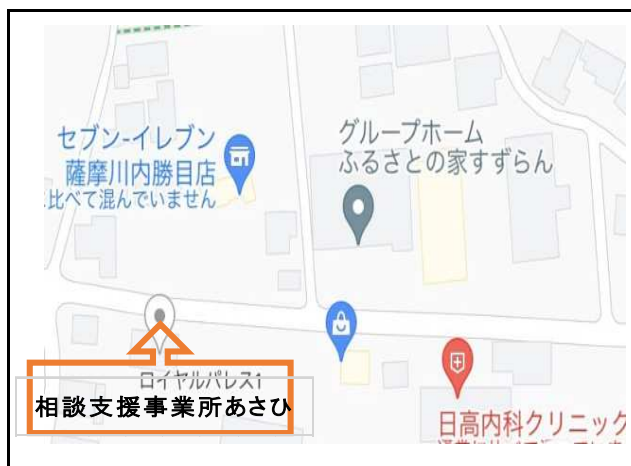 セブン-イレブン
薩摩川内勝目店
比べて混んでいません
グループホーム
ふるさとの家すずらん
ロイヤルパレス1
相談支援事業所あさひ
日高内科クリニック